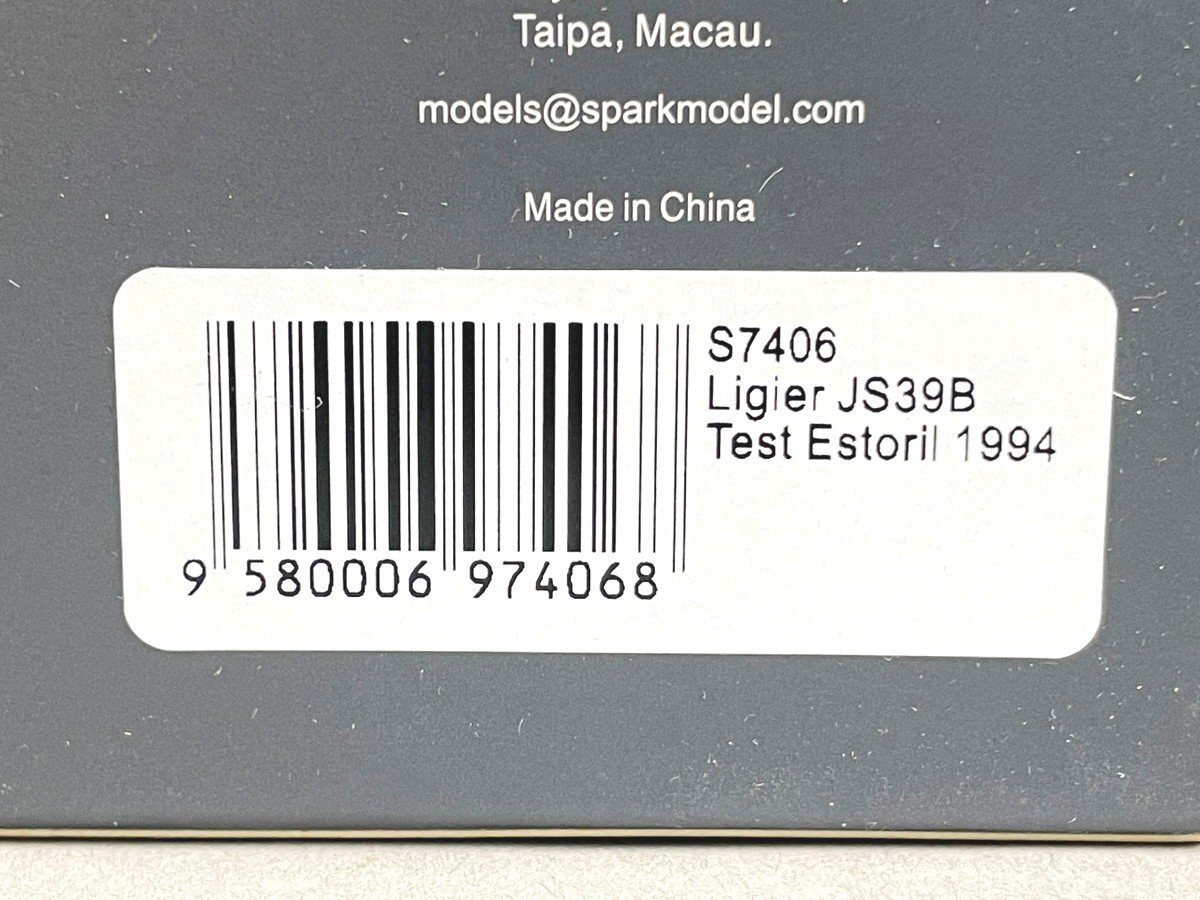 Taipa, Macau.
models@sparkmodel.com
Made in China
S7406
Ligier JS39B
Test Estoril 1994
9 580006 974068